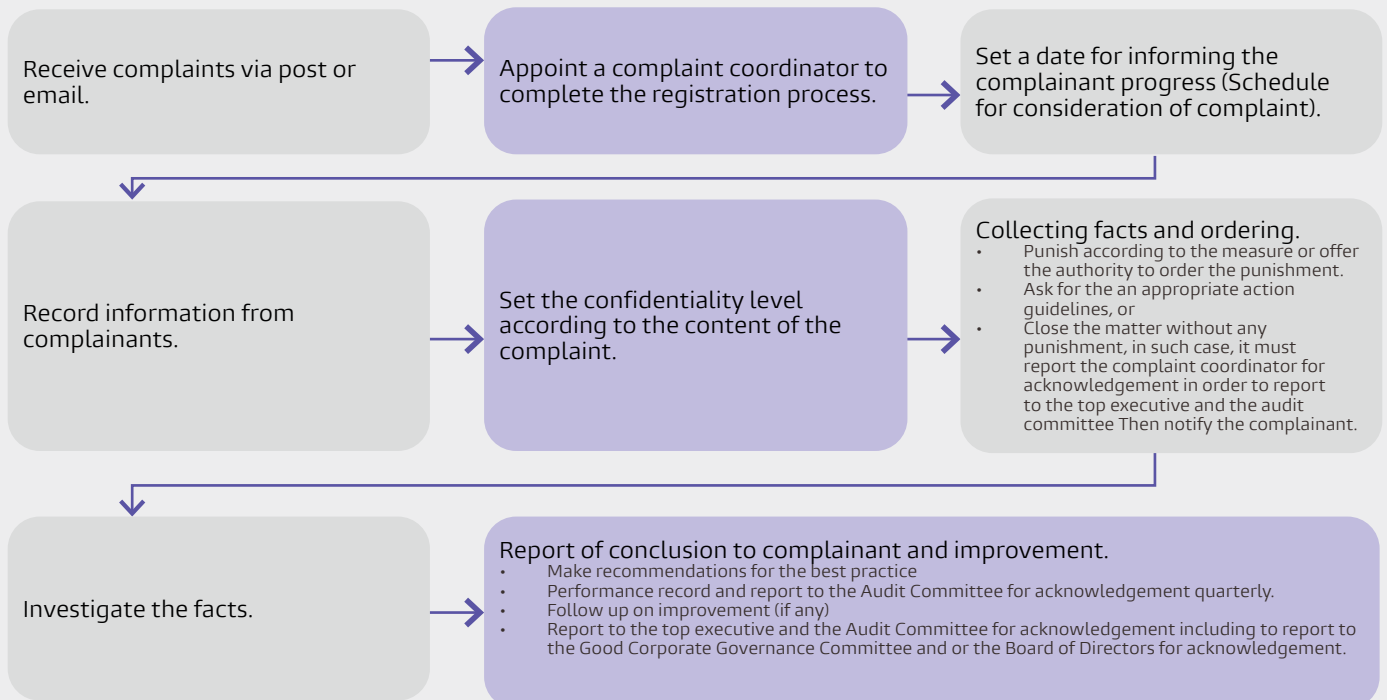 Receive complaints via post or
email.
Appoint a complaint coordinator to
complete the registration process.
Set a date for informing the
complainant progress (Schedule
for consideration of complaint).
Record information from
complainants.
Set the confidentiality level
according to the content of the
complaint.
Collecting facts and ordering.
• Punish according to the measure or offer
the authority to order the punishment.
• Ask for the an appropriate action
guidelines, or
• Close the matter without any
punishment, in such case, it must
report the complaint coordinator for
acknowledgement in order to report
to the top executive and the audit
committee Then notify the complainant.
Investigate the facts.
Report of conclusion to complainant and improvement.
• Make recommendations for the best practice
• Performance record and report to the Audit Committee for acknowledgement quarterly.
• Follow up on improvement (if any)
• Report to the top executive and the Audit Committee for acknowledgement including to report to
the Good Corporate Governance Committee and or the Board of Directors for acknowledgement.